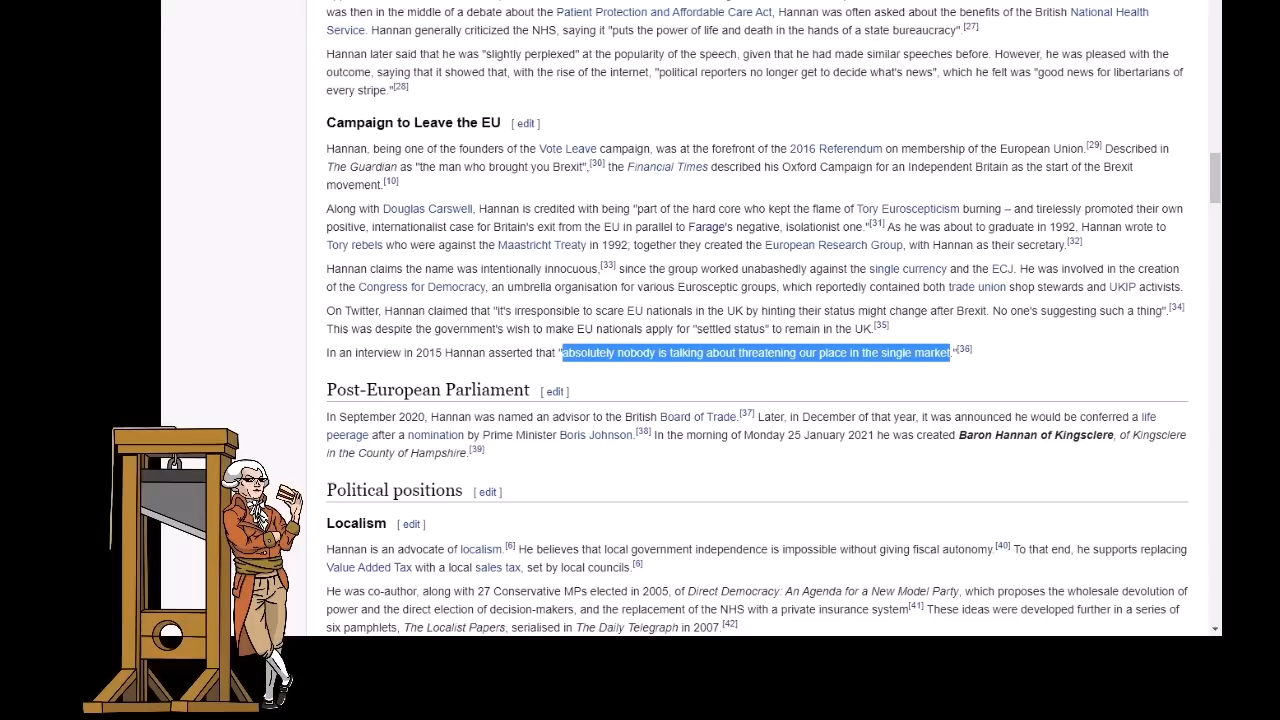 was then in the middle of a debate about the Patient Protection and Affordable Care Act, Hannan was often asked about the benefits of the British National Health
Service. Hannan generally criticized the NHS, saying it "puts the power of life and death in the hands of a state bureaucracy" [27]
Hannan later said that he was "slightly perplexed" at the popularity of the speech, given that he had made similar speeches before. However, he was pleased with the
outcome, saying that it showed that, with the rise of the internet, "political reporters no longer get to decide what's news", which he felt was "good news for libertarians of
every stripe."[28]
Campaign to Leave the EU [ edit ]
Hannan, being one of the founders of the Vote Leave campaign, was at the forefront of the 2016 Referendum on membership of the European Union.[29] Described in
The Guardian as "the man who brought you Brexit",[30] the Financial Times described his Oxford Campaign for an Independent Britain as the start of the Brexit
movement.[10]
Along with Douglas Carswell, Hannan is credited with being "part of the hard core who kept the flame of Tory Euroscepticism burning – and tirelessly promoted their own
positive, internationalist case for Britain's exit from the EU in parallel to Farage's negative, isolationist one."[31] As he was about to graduate in 1992, Hannan wrote to
Tory rebels who were against the Maastricht Treaty in 1992; together they created the European Research Group, with Hannan as their secretary.[32]
Hannan claims the name was intentionally innocuous,[33] since the group worked unabashedly against the single currency and the ECJ. He was involved in the creation
of the Congress for Democracy, an umbrella organisation for various Eurosceptic groups, which reportedly contained both trade union shop stewards and UKIP activists.
On Twitter, Hannan claimed that "it's irresponsible to scare EU nationals in the UK by hinting their status might change after Brexit. No one's suggesting such a thing".[34]
This was despite the government's wish to make EU nationals apply for "settled status" to remain in the UK.[35]
In an interview in 2015 Hannan asserted that "absolutely nobody is talking about threatening our place in the single market."[36]
Post-European Parliament [ edit ]
In September 2020, Hannan was named an advisor to the British Board of Trade.[37] Later, in December of that year, it was announced he would be conferred a life
peerage after a nomination by Prime Minister Boris Johnson.[38] In the morning of Monday 25 January 2021 he was created Baron Hannan of Kingsclere, of Kingsclere
in the County of Hampshire.[39]
Political positions [ edit ]
Localism [ edit ]
Hannan is an advocate of localism.[6] He believes that local government independence is impossible without giving fiscal autonomy.[40] To that end, he supports replacing
Value Added Tax with a local sales tax, set by local councils.[6]
He was co-author, along with 27 Conservative MPs elected in 2005, of Direct Democracy: An Agenda for a New Model Party, which proposes the wholesale devolution of
power and the direct election of decision-makers, and the replacement of the NHS with a private insurance system[41] These ideas were developed further in a series of
six pamphlets, The Localist Papers, serialised in The Daily Telegraph in 2007.[42]